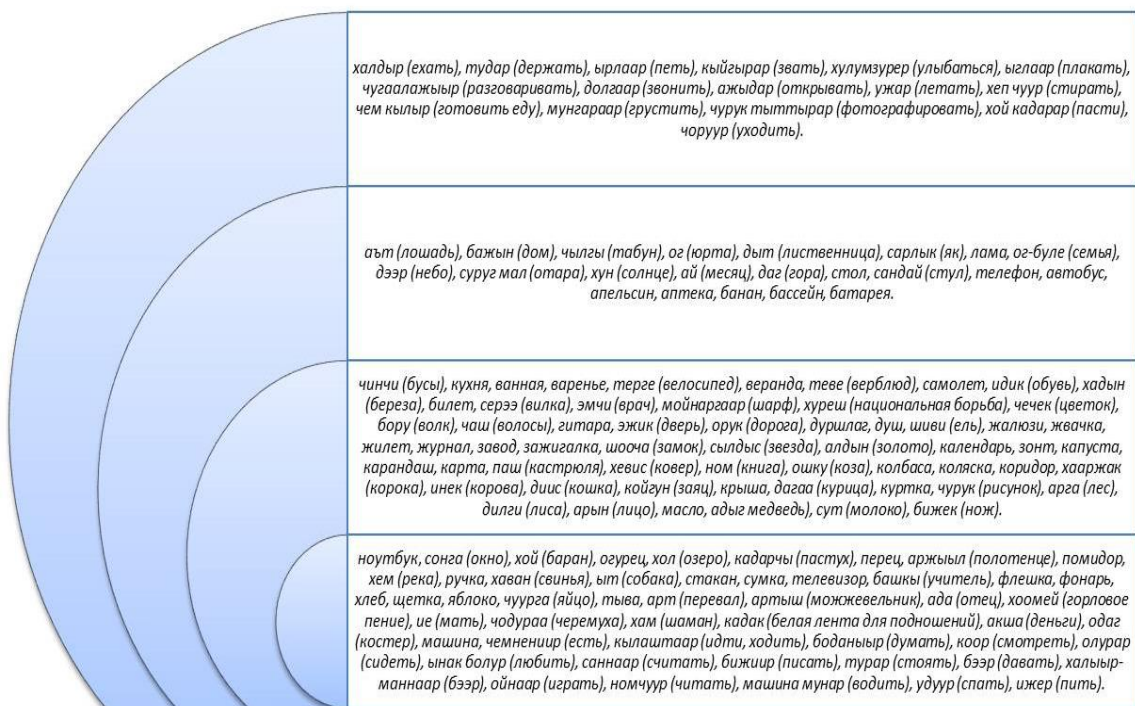 халдыр (ехать), тудар (держать), ырлаар (петь), кыйгырар (звать), хулумзурер (улыбаться), ыглаар (плакать),
чугаалажыыр (разговаривать), долгаар (звонить), ажыдар (открывать), ужар (летать), хеп чуур (стирать),
чем кылыр (готовить еду), мунгараар (грустить), чурук тыттырар (фотографировать), хой кадарар (пасти),
чоруур (уходить).
аът (лошадь), бажын (дом), чылгы (табун), ог (юрта), дыт (лиственница), сарлык (як), лама, ог-буле (семья),
дээр (небо), суруг мал (отара), хун (солнце), ай (месяц), даг (гора), стол, сандай (стул), телефон, автобус,
апельсин, аптека, банан, бассейн, батарея.
чинчи (бусы), кухня, ванная, варенье, терге (велосипед), веранда, теве (верблюд), самолет, идик (обувь), хадын
(береза), билет, серээ (вилка), эмчи (врач), мойнаргаар (шарф), хуреш (национальная борьба), чечек (цветок),
бору (волк), чаш (волосы), гитара, эжик (дверь), орук (дорога), дуршлаг, душ, шиви (ель), жалюзи, жвачка,
жилет, журнал, завод, зажигалка, шооча (замок), сылдыс (звезда), алдын (золото), календарь, зонт, капуста,
карандаш, карта, паш (кастрюля), хевис (ковер), ном (книга), ошку (коза), колбаса, коляска, коридор, хааржак
(корока), инек (корова), диис (кошка), койгун (заяц), крыша, дагаа (курица), куртка, чурук (рисунок), арга (лес),
дилги (лиса), арын (лицо), масло, адыг медведь), сут (молоко), бижек (нож).
ноутбук, сонга (окно), хой (баран), огурец, хол (озеро), кадарчы (пастух), перец, аржыыл (полотенце), помидор,
хем (река), ручка, хаван (свинья), ыт (собака), стакан, сумка, телевизор, башкы (учитель), флешка, фонарь,
хлеб, щетка, яблоко, чуурга (яйцо), тыва, арт (перевал), артыш (можжевельник), ада (отец), хоомей (горловое
пение), ие (мать), чодураа (черемуха), хам (шаман), кадак (белая лента для подношений), акша (деньги), одаг
(костер), машина, чемнениир (есть), кылаштаар (идти, ходить), боданыыр (думать), коор (смотреть), олурар
(сидеть), ынак болур (любить), саннаар (считать), бижиир (писать), турар (стоять), бээр (давать), халыыр-
маннаар (бээр), ойнаар (играть), номчуур (читать), машина мунар (водить), удуур (спать), ижер (пить).